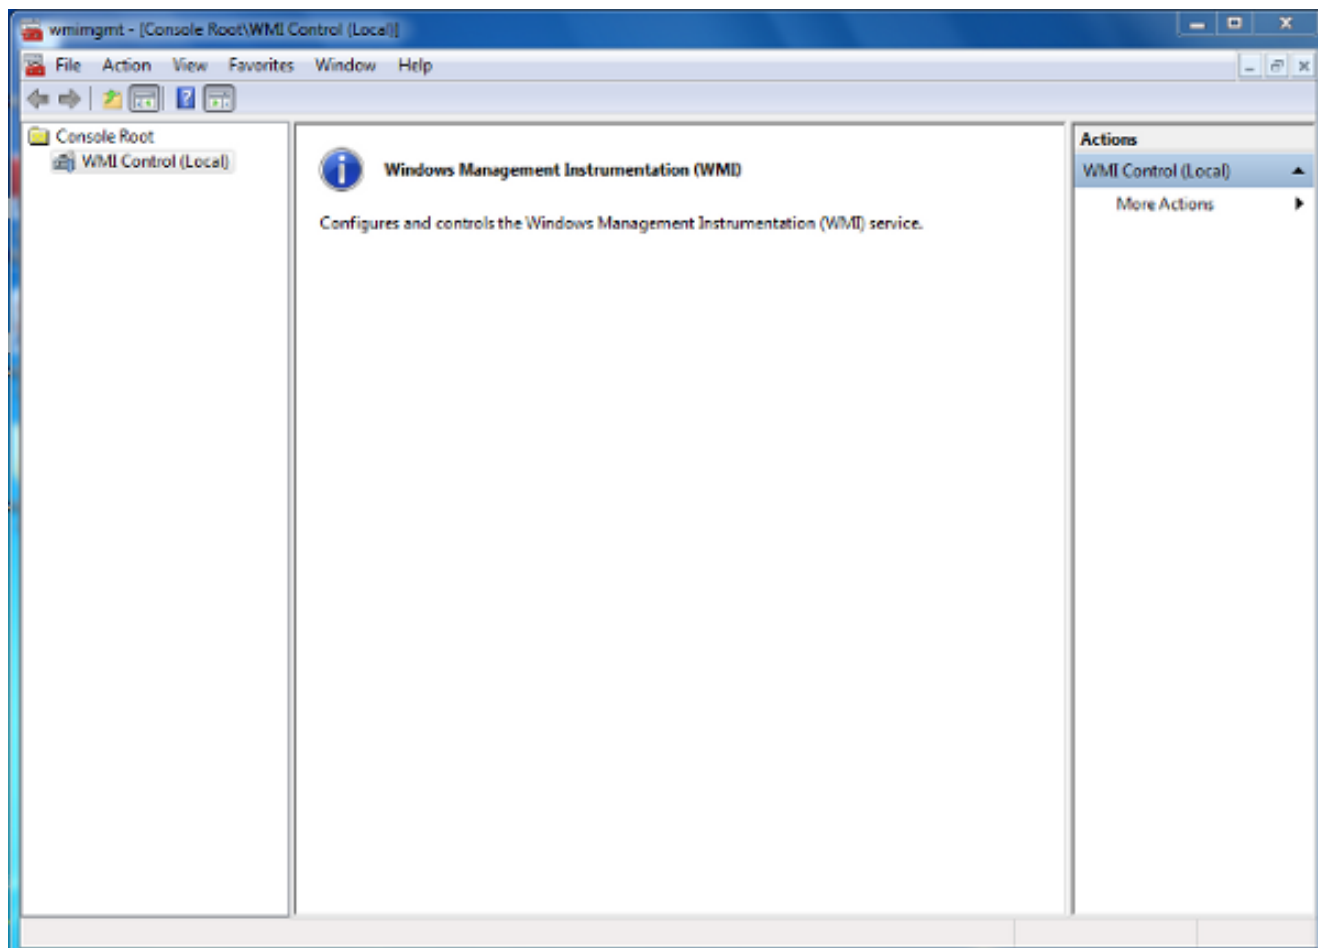 wmimgmt - [Console Root\WMI Control (Local)]
File Action View Favorites Window Help
Console Root
WMI Control (Local)
Windows Management Instrumentation (WMI)
Configures and controls the Windows Management Instrumentation (WMI) service.
Actions
WMI Control (Local)
More Actions